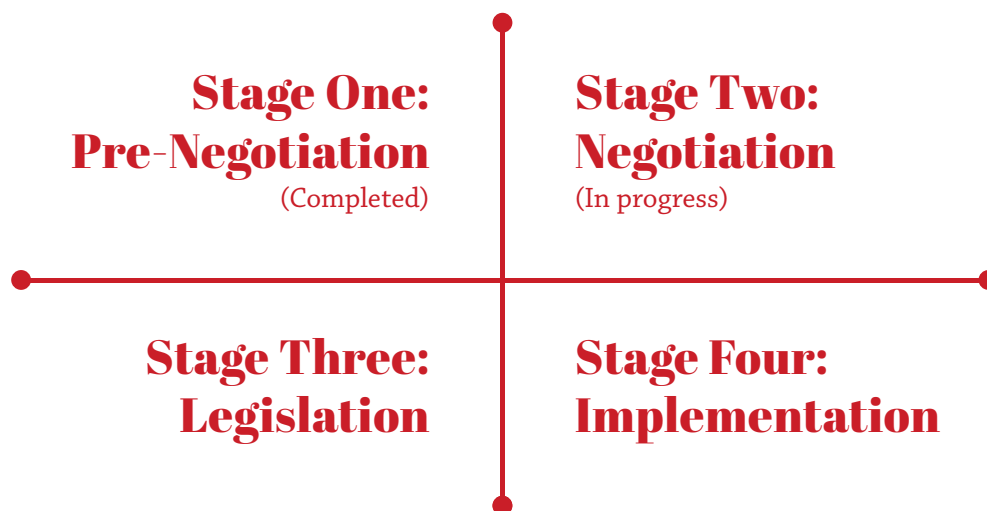 Stage One:
Pre-Negotiation
(Completed)
Stage Two:
Negotiation
(In progress)
Stage Three:
Legislation
Stage Four:
Implementation